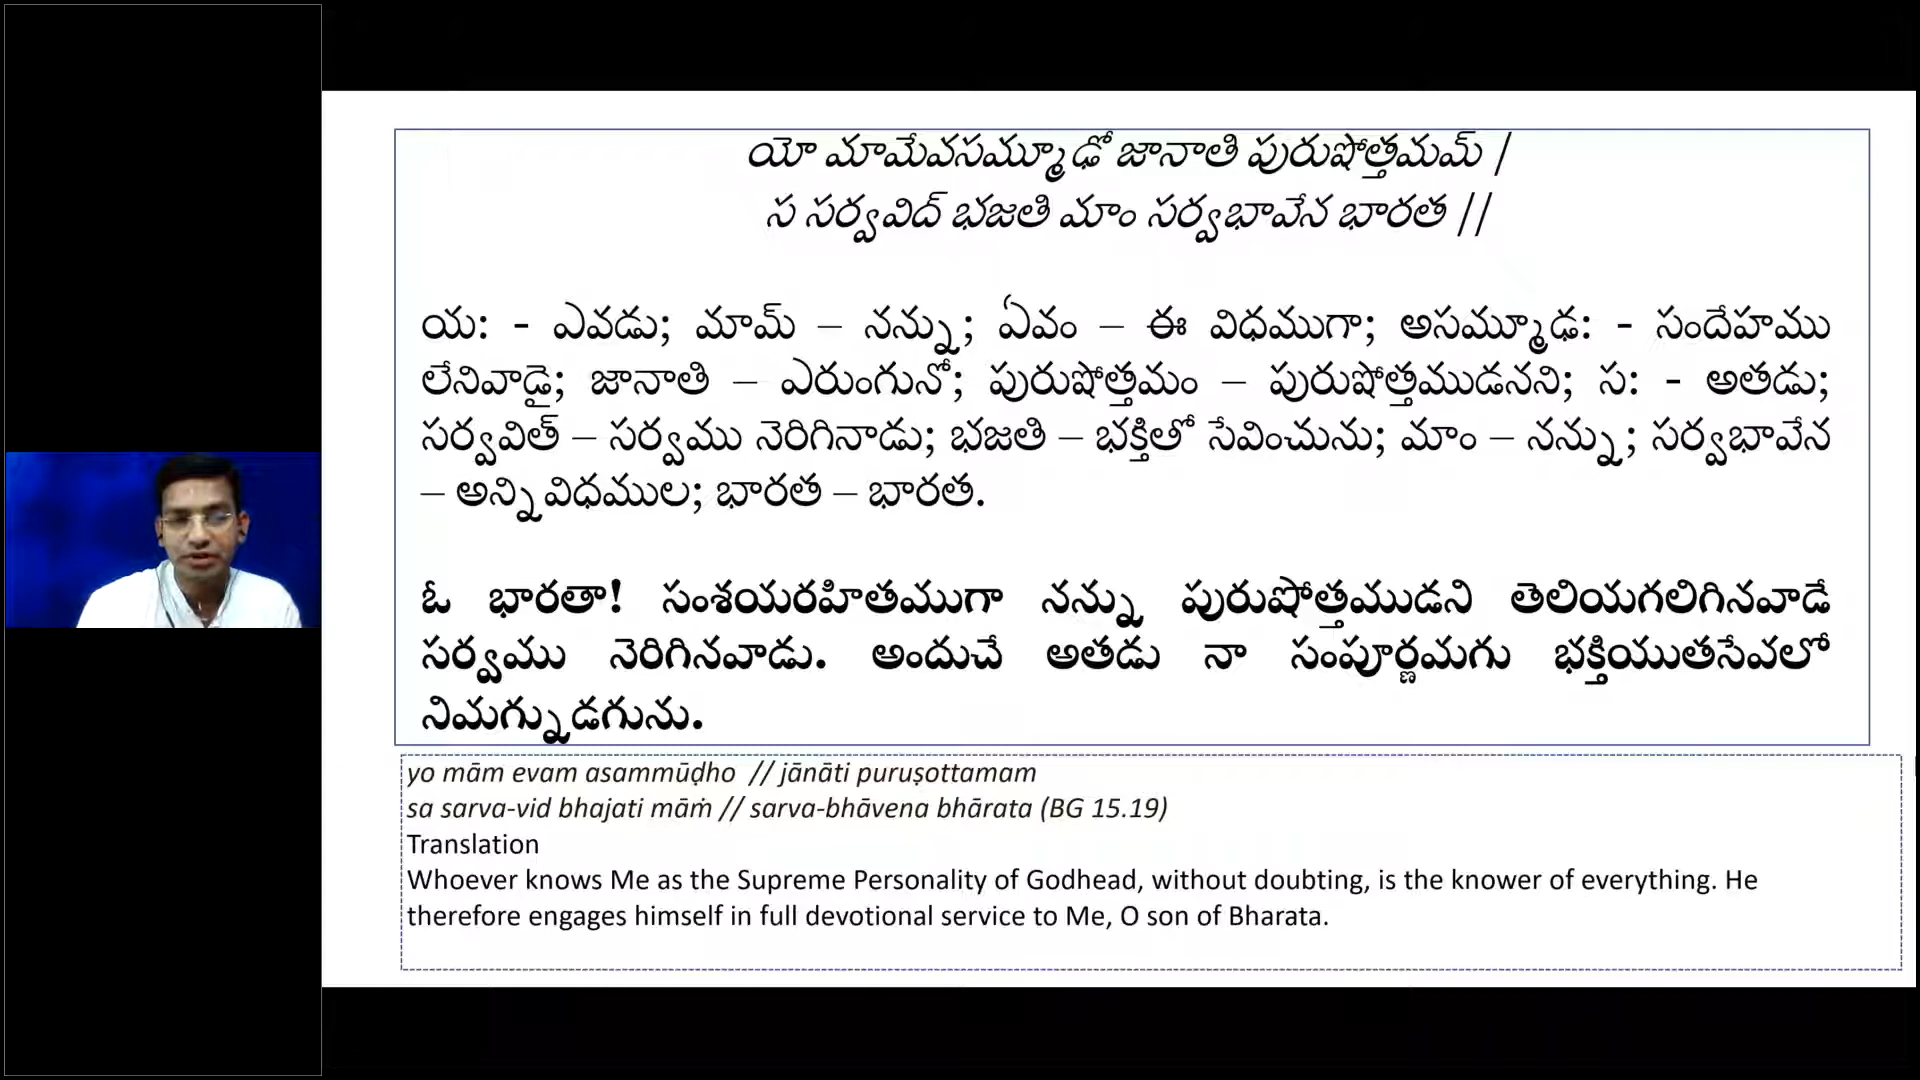 యో మామేవసమ్మూఢో జానాతి పురుషోత్తమమ్ |
స సర్వవిద్ భజతి మాం సర్వభావేన భారత ||
య: - ఎవడు; మామ్ – నన్ను; ఏవం – ఈ విధముగా; అసమ్మూఢ: - సందేహము
లేనివాడై; జానాతి – ఎరుంగునో; పురుషోత్తమం – పురుషోత్తముడనని; స: - అతడు;
సర్వవిత్ – సర్వము నెరిగినాడు; భజతి – భక్తితో సేవించును; మాం – నన్ను; సర్వభావేన
– అన్నివిధముల; భారత – భారత.
ఓ భారతా! సంశయరహితముగా నన్ను పురుషోత్తముడని తెలియగలిగినవాడే
సర్వము నెరిగినవాడు. అందుచే అతడు నా సంపూర్ణమగు భక్తియుతసేవలో
నిమగ్నుడగును.
yo mām evam asammūḍho // jānāti puruṣottamam
sa sarva-vid bhajati māṁ // sarva-bhāvena bhārata (BG 15.19)
Translation
Whoever knows Me as the Supreme Personality of Godhead, without doubting, is the knower of everything. He
therefore engages himself in full devotional service to Me, O son of Bharata.